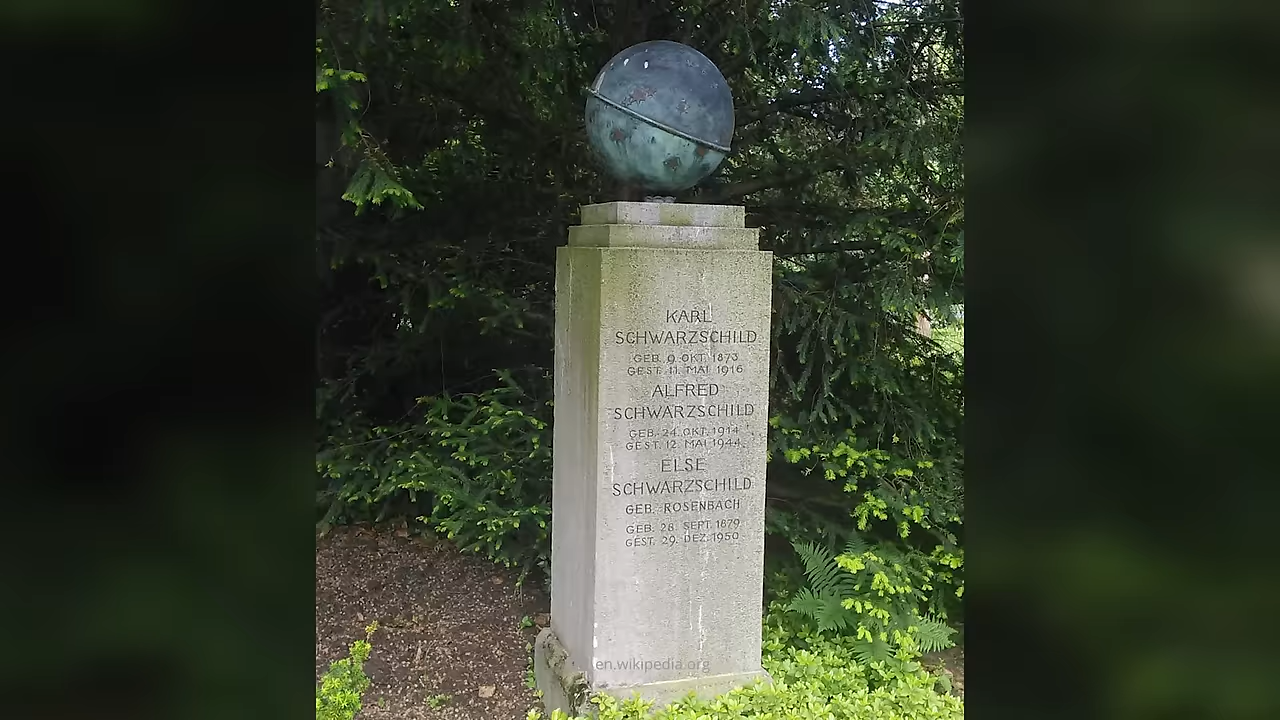 KARL
SCHWARZSCHILD
GEB. 9. OKT. 1873
GEST. 11. MAI 1916
ALFRED
SCHWARZSCHILD
GEB. 24. OKT. 1914
GEST. 12. MAI 1944
ELSE
SCHWARZSCHILD
GEB. ROSENBACH
GEB. 28. SEPT. 1879
GEST. 29. DEZ. 1950
en.wikipedia.org